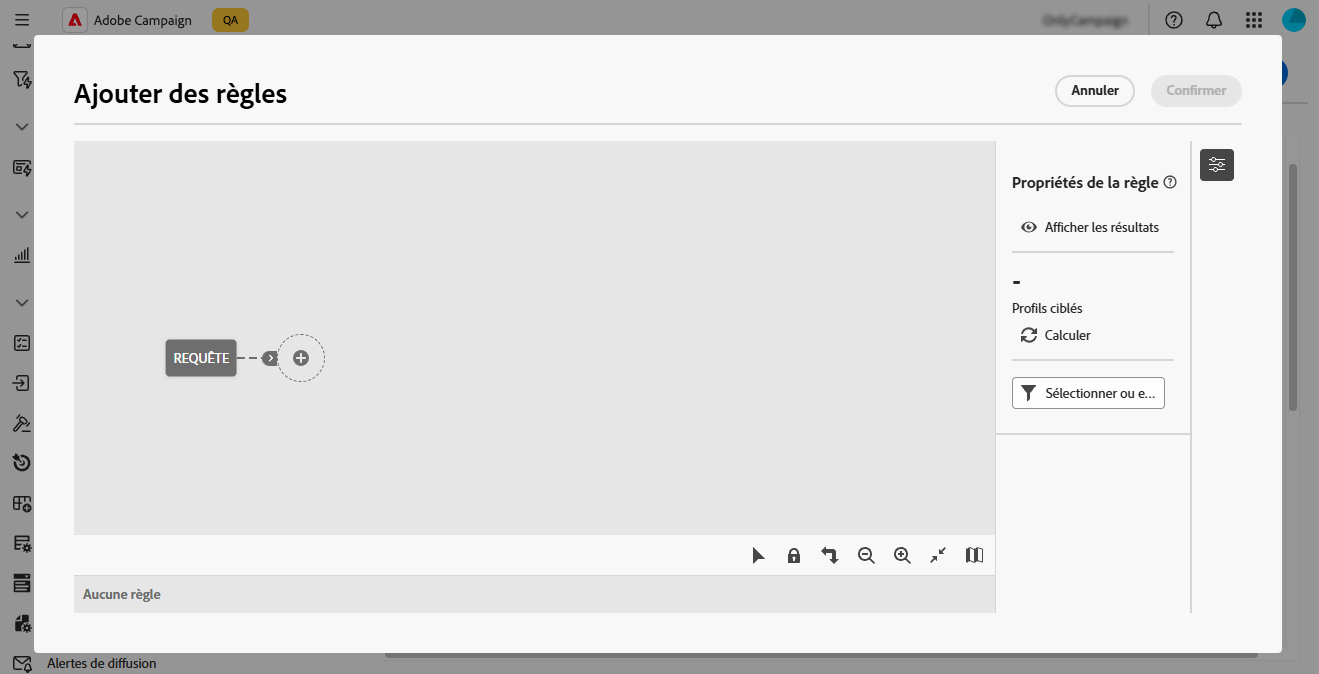 Adobe Campaign QA
Ajouter des règles
Annuler
Confirmer
Propriétés de la règle
Afficher les résultats
-
Profils ciblés
Calculer
REQUÊTE
Sélectionner ou e...
Aucune règle
Alertes de diffusion